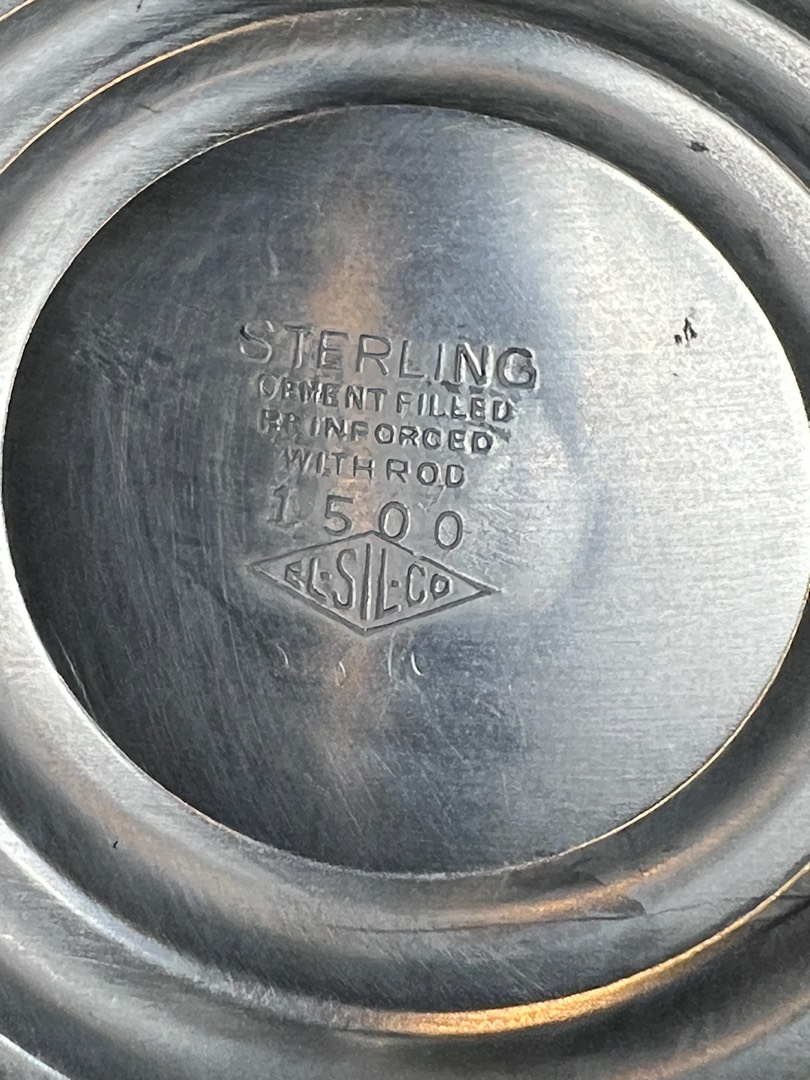 STERLING
CEMENT FILLED
REINFORCED
WITH ROD
1500
EL-SIL-CO